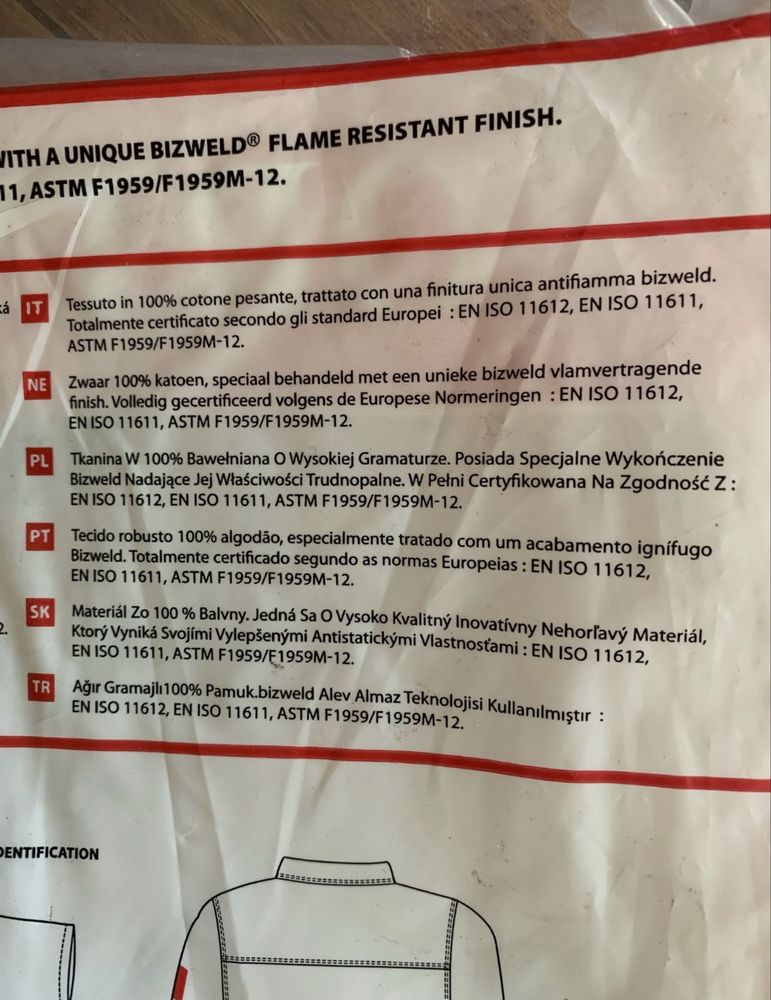 WITH A UNIQUE BIZWELD® FLAME RESISTANT FINISH.
11, ASTM F1959/F1959M-12.
IT
Tessuto in 100% cotone pesante, trattato con una finitura unica antifiamma bizweld.
Totalmente certificato secondo gli standard Europei : EN ISO 11612, EN ISO 11611,
ASTM F1959/F1959M-12.
NE
Zwaar 100% katoen, speciaal behandeld met een unieke bizweld vlamvertragende
finish. Volledig gecertificeerd volgens de Europese Normeringen : EN ISO 11612,
EN ISO 11611, ASTM F1959/F1959M-12.
PL
Tkanina W 100% Bawełniana O Wysokiej Gramaturze. Posiada Specjalne Wykończenie
Bizweld Nadające Jej Właściwości Trudnopalne. W Pełni Certyfikowana Na Zgodność Z :
EN ISO 11612, EN ISO 11611, ASTM F1959/F1959M-12.
PT
Tecido robusto 100% algodão, especialmente tratado com um acabamento ignífugo
Bizweld. Totalmente certificado segundo as normas Europeias : EN ISO 11612,
EN ISO 11611, ASTM F1959/F1959M-12.
2.
SK
Materiál Zo 100 % Balvny. Jedná Sa O Vysoko Kvalitný Inovatívny Nehorľavý Materiál,
Ktorý Vyniká Svojími Vylepšenými Antistatickými Vlastnosťami : EN ISO 11612,
EN ISO 11611, ASTM F1959/F1959M-12.
TR
Ağır Gramajlı100% Pamuk.bizweld Alev Almaz Teknolojisi Kullanılmıştır :
EN ISO 11612, EN ISO 11611, ASTM F1959/F1959M-12.
DENTIFICATION